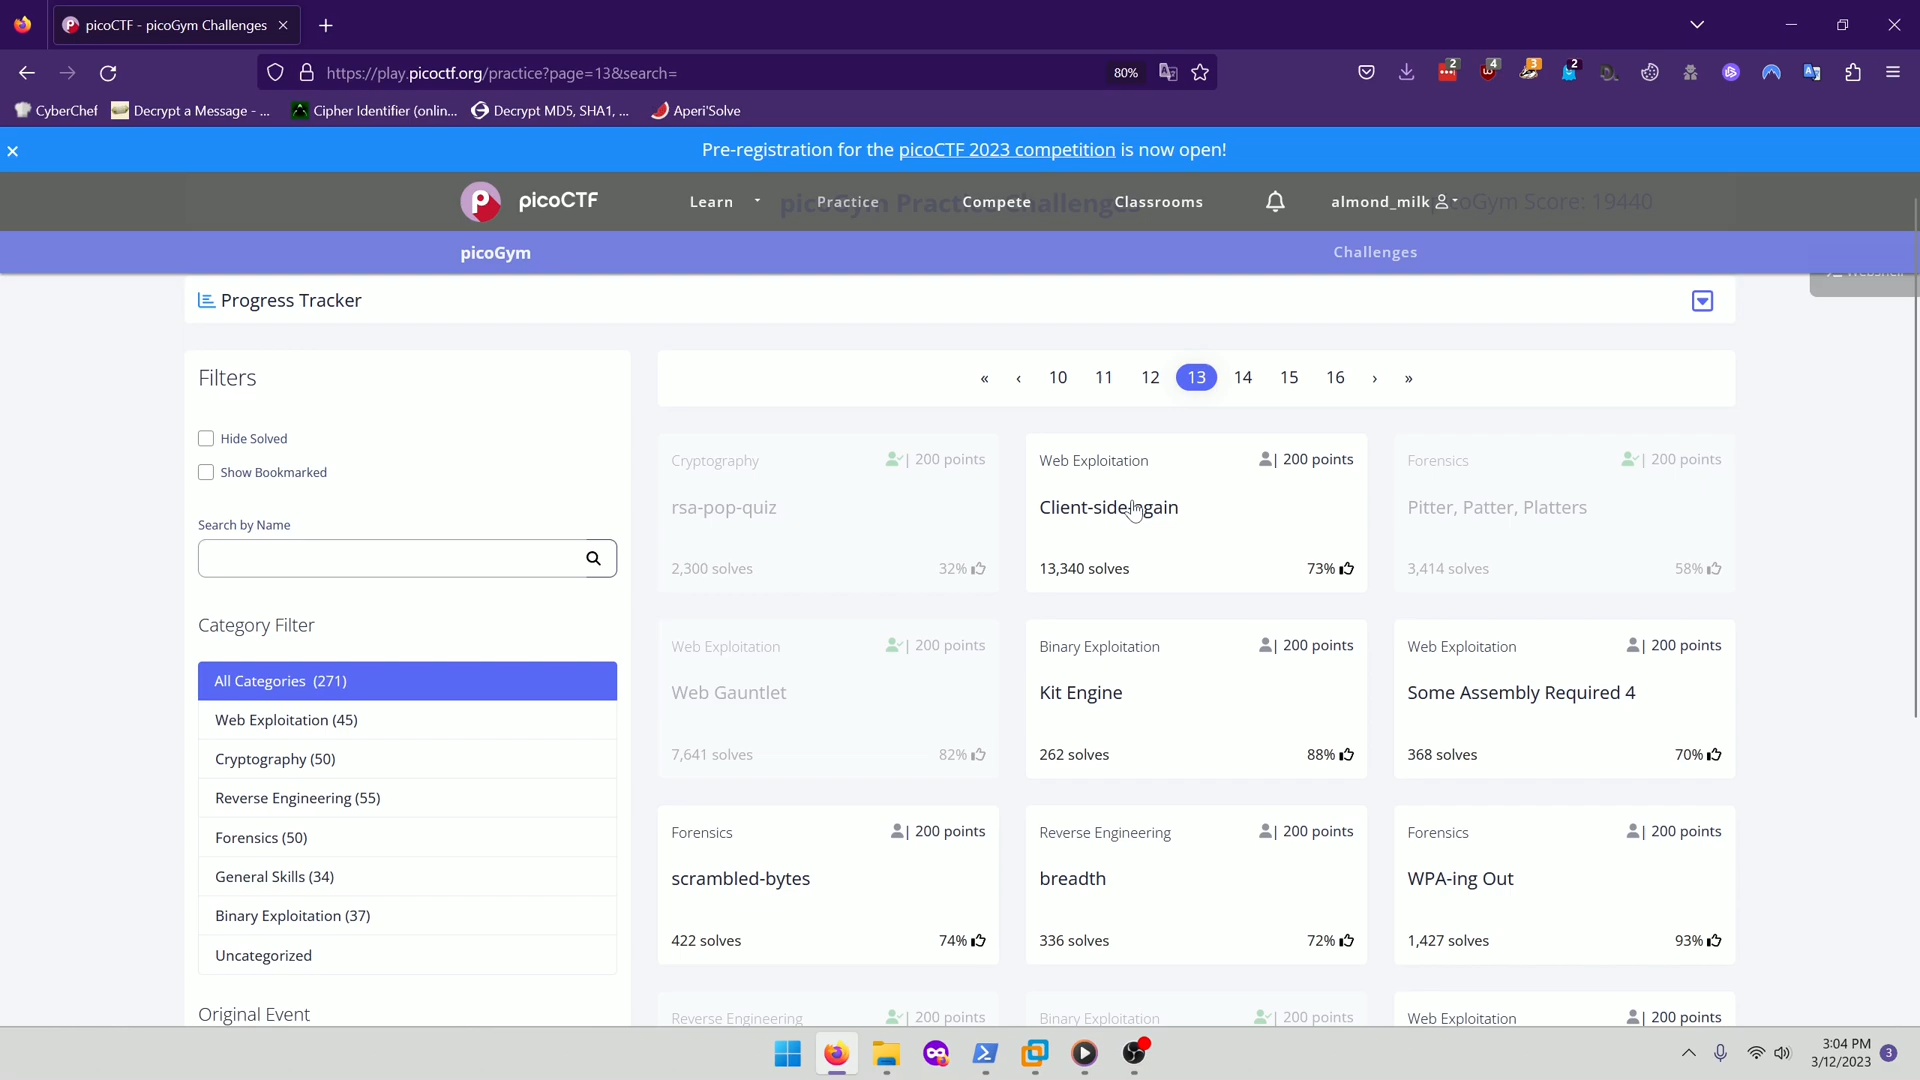 picoCTF - picoGym Challenges
https://play.picoctf.org/practice?page=13&search=
80%
2
4
3
2
CyberChef
Decrypt a Message - ...
Cipher Identifier (onlin...
Decrypt MD5, SHA1, ...
Aperi'Solve
Pre-registration for the picoCTF 2023 competition is now open!
picoCTF
Learn
Practice
Compete
Classrooms
almond_milk
picoGym Practice Challenges
picoGym Score: 19440
picoGym
Challenges
Webshell
Progress Tracker
Filters
Hide Solved
Show Bookmarked
Search by Name
Category Filter
All Categories (271)
Web Exploitation (45)
Cryptography (50)
Reverse Engineering (55)
Forensics (50)
General Skills (34)
Binary Exploitation (37)
Uncategorized
Original Event
« ‹ 10 11 12 13 14 15 16 › »
Cryptography | 200 points
rsa-pop-quiz
2,300 solves 32%
Web Exploitation | 200 points
Client-side-again
13,340 solves 73%
Forensics | 200 points
Pitter, Patter, Platters
3,414 solves 58%
Web Exploitation | 200 points
Web Gauntlet
7,641 solves 82%
Binary Exploitation | 200 points
Kit Engine
262 solves 88%
Web Exploitation | 200 points
Some Assembly Required 4
368 solves 70%
Forensics | 200 points
scrambled-bytes
422 solves 74%
Reverse Engineering | 200 points
breadth
336 solves 72%
Forensics | 200 points
WPA-ing Out
1,427 solves 93%
Reverse Engineering | 200 points
Binary Exploitation | 200 points
Web Exploitation | 200 points
3:04 PM
3/12/2023
3